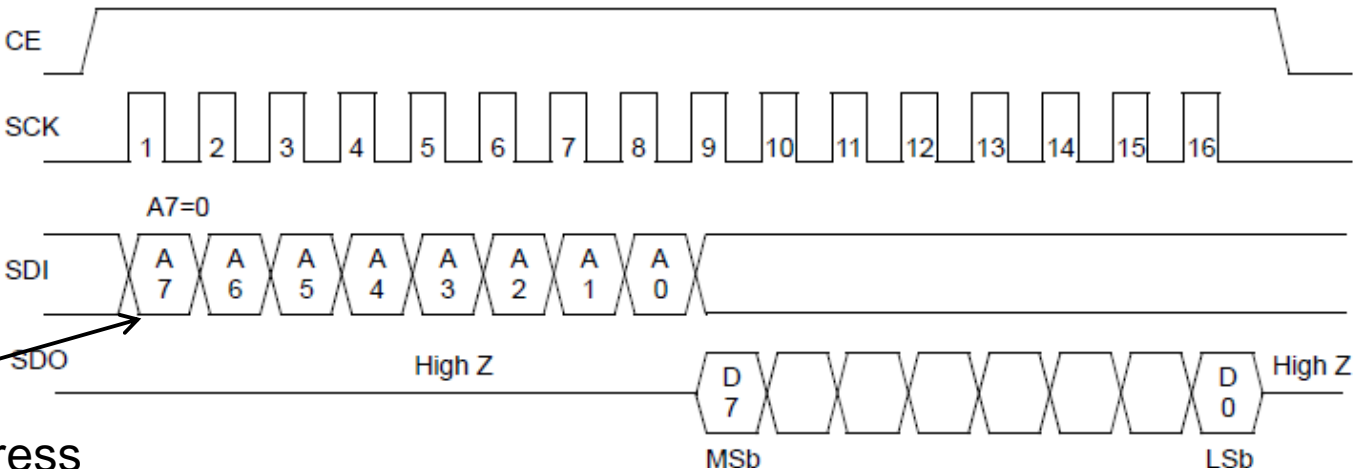 CE
SCK
1 2 3 4 5 6 7 8 9 10 11 12 13 14 15 16
A7=0
SDI
A A A A A A A A
7 6 5 4 3 2 1 0
SDO
High Z
D D
7 0
High Z
MSb LSb
ress